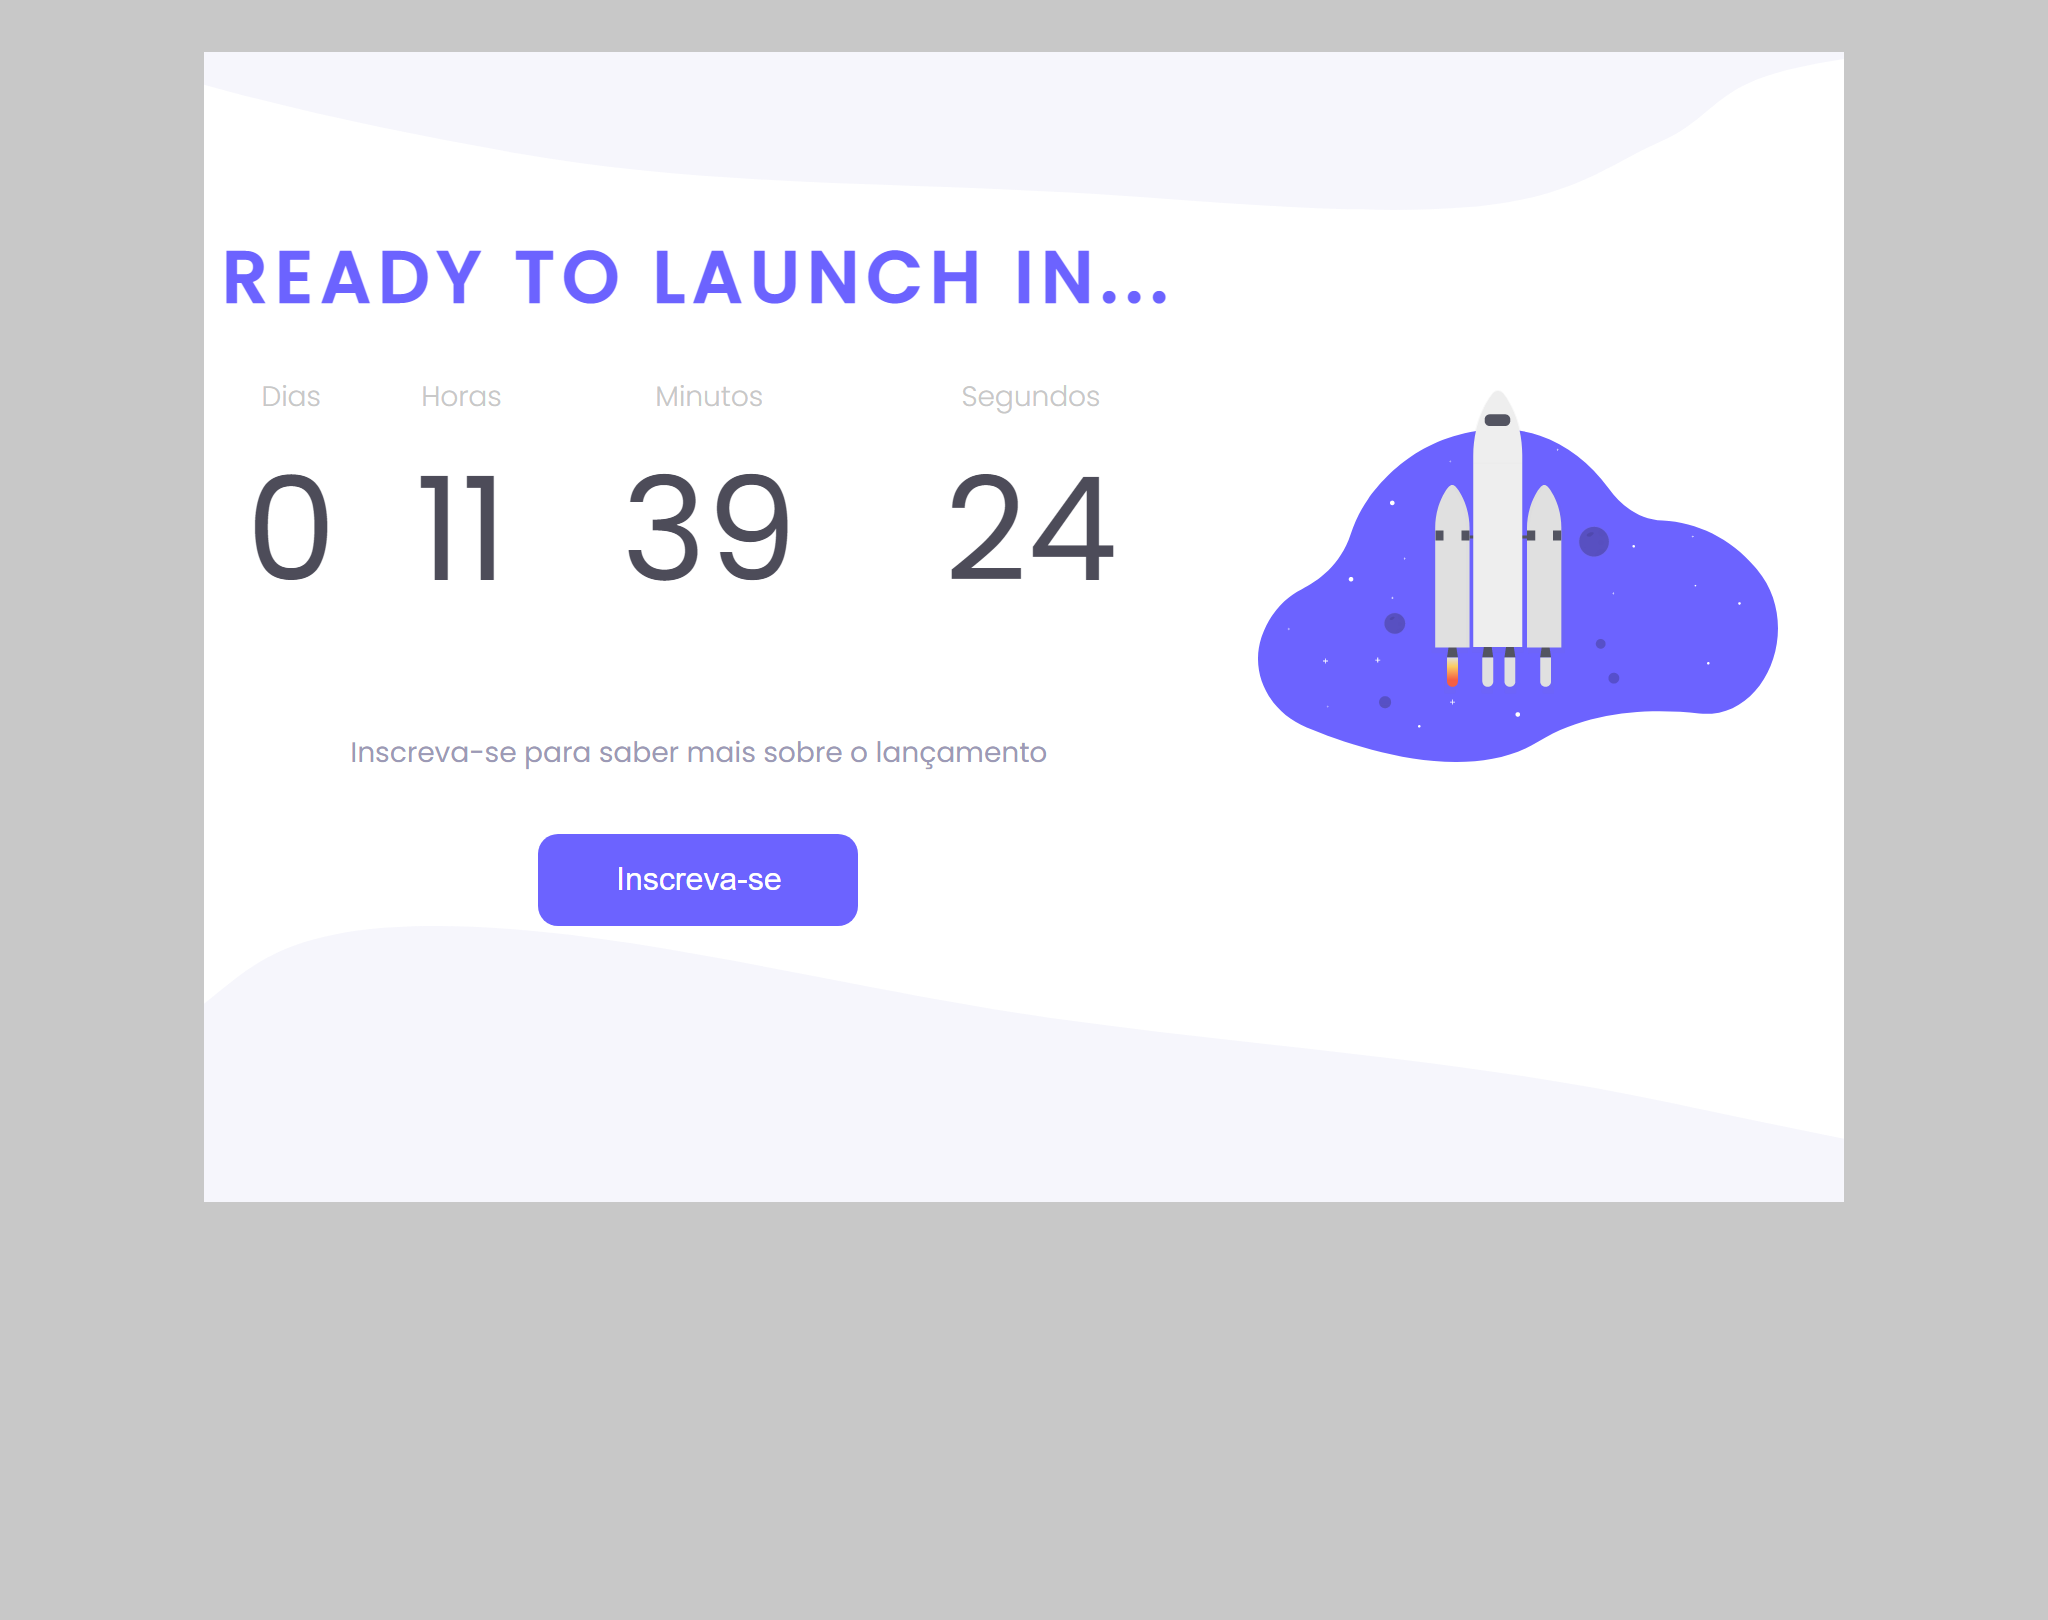 READY TO LAUNCH IN...
Dias Horas Minutos Segundos
0 11 39 24
Inscreva-se para saber mais sobre o lançamento
Inscreva-se